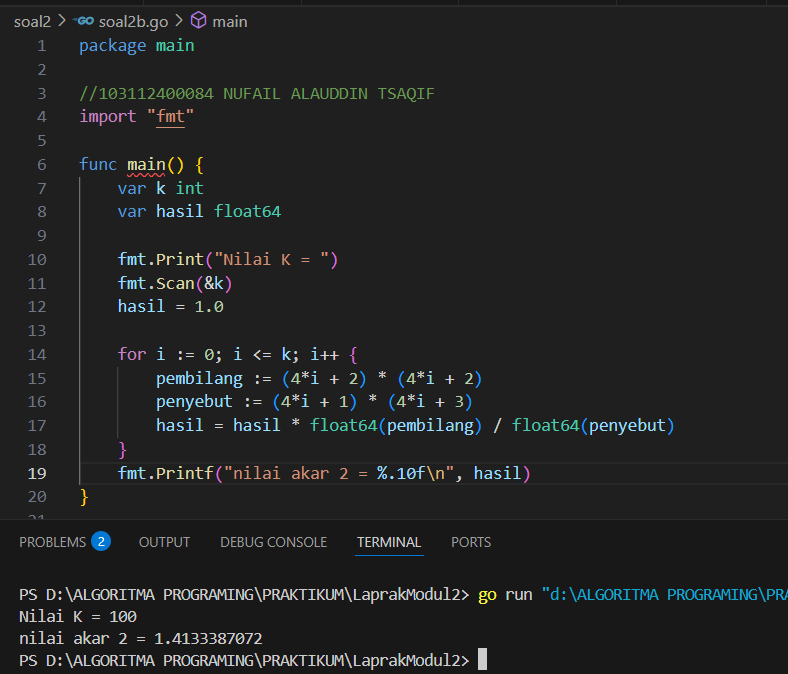 soal2 > GO soal2b.go > main
1 package main
2
3 //103112400084 NUFAIL ALAUDDIN TSAQIF
4 import "fmt"
5
6 func main() {
7     var k int
8     var hasil float64
9
10     fmt.Print("Nilai K = ")
11     fmt.Scan(&k)
12     hasil = 1.0
13
14     for i := 0; i <= k; i++ {
15         pembilang := (4*i + 2) * (4*i + 2)
16         penyebut := (4*i + 1) * (4*i + 3)
17         hasil = hasil * float64(pembilang) / float64(penyebut)
18     }
19     fmt.Printf("nilai akar 2 = %.10f\n", hasil)
20 }
21
PROBLEMS 2 OUTPUT DEBUG CONSOLE TERMINAL PORTS
PS D:\ALGORITMA PROGRAMING\PRAKTIKUM\LaprakModul2> go run "d:\ALGORITMA PROGRAMING\PRA
Nilai K = 100
nilai akar 2 = 1.4133387072
PS D:\ALGORITMA PROGRAMING\PRAKTIKUM\LaprakModul2>